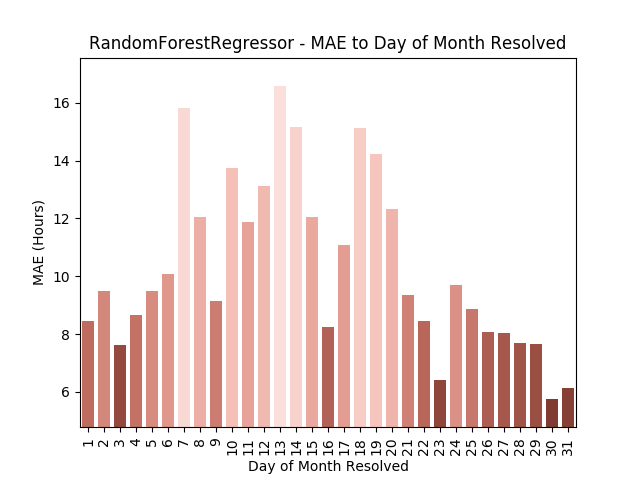 RandomForestRegressor - MAE to Day of Month Resolved
MAE (Hours)
16
14
12
10
8
6
1 2 3 4 5 6 7 8 9 10 11 12 13 14 15 16 17 18 19 20 21 22 23 24 25 26 27 28 29 30 31
Day of Month Resolved